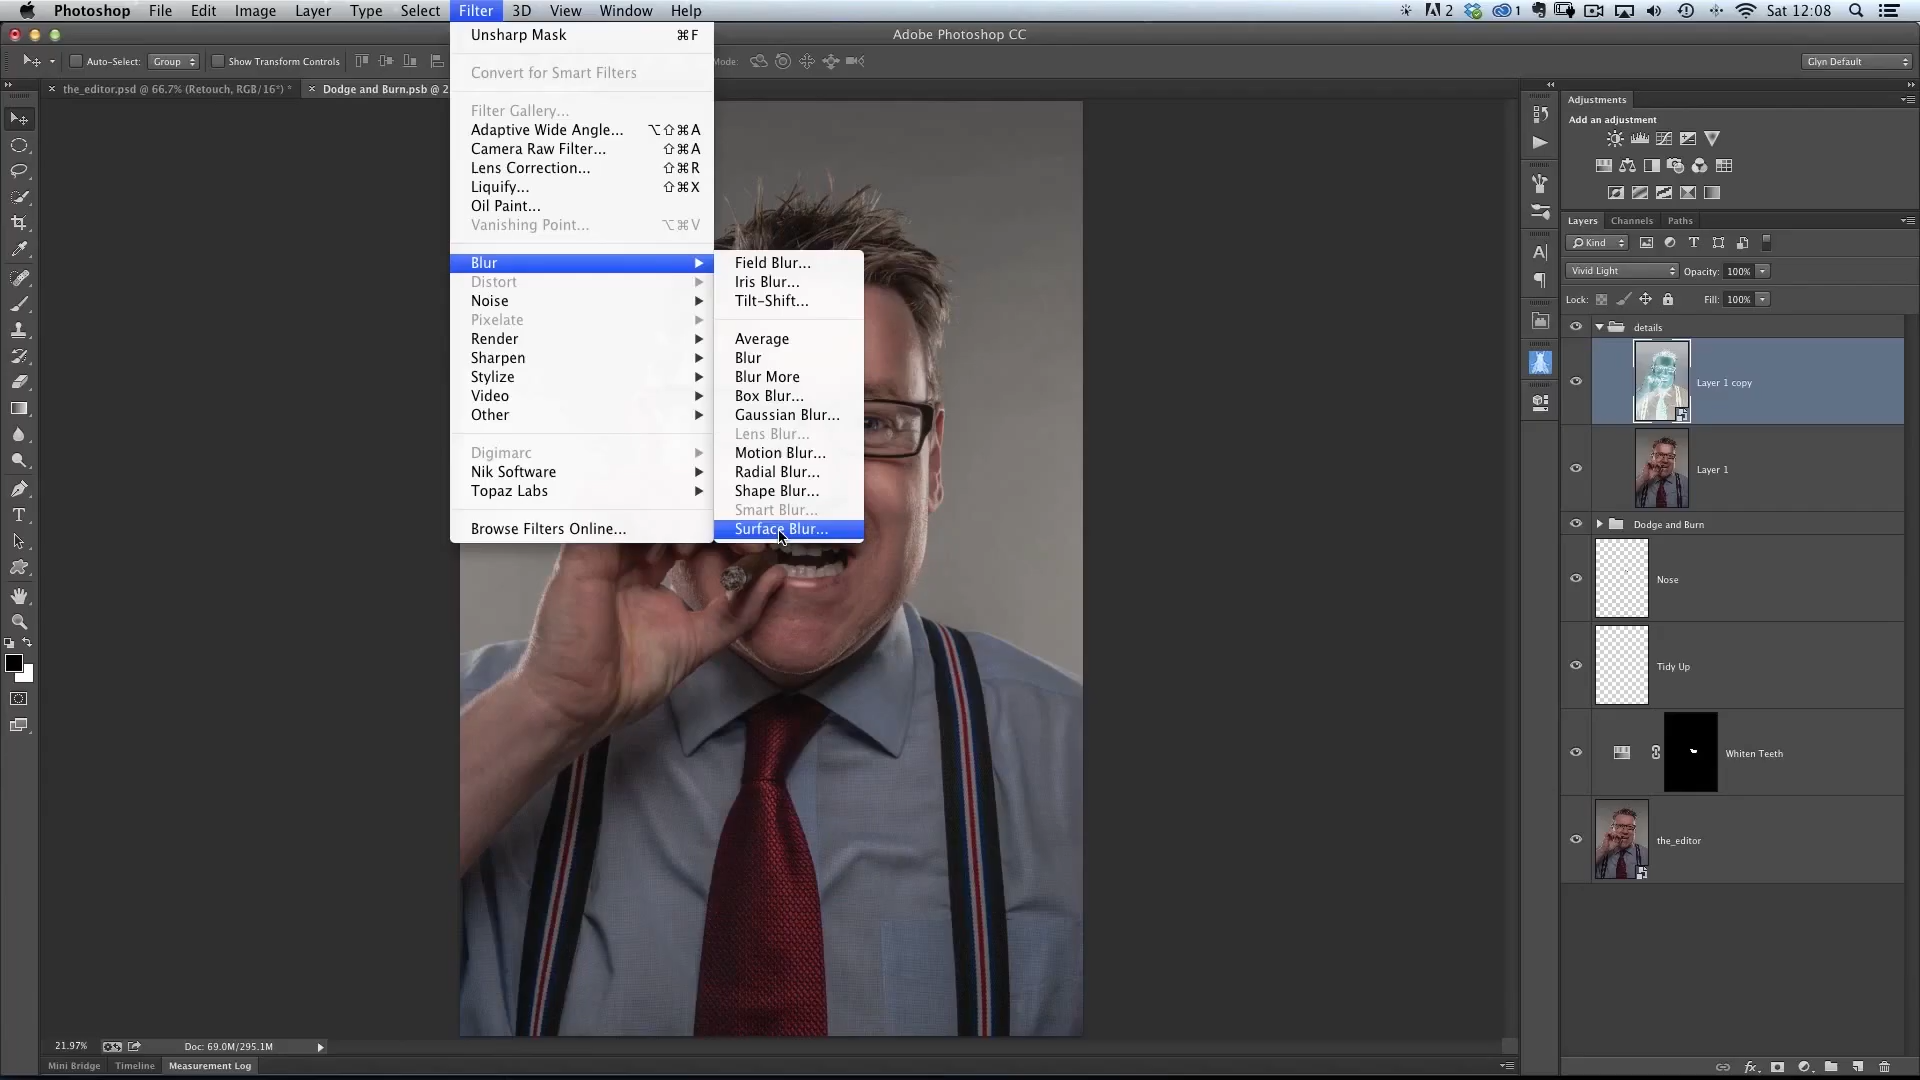 Photoshop File Edit Image Layer Type Select Filter 3D View Window Help 2 1 Sat 12:08
Adobe Photoshop CC
Auto-Select: Group Show Transform Controls Mode: Glyn Default
the_editor.psd @ 66.7% (Retouch, RGB/16*) * Dodge and Burn.psb @ 2
Unsharp Mask ⌘F
Convert for Smart Filters
Filter Gallery...
Adaptive Wide Angle... ⌥⇧⌘A
Camera Raw Filter... ⇧⌘A
Lens Correction... ⇧⌘R
Liquify... ⇧⌘X
Oil Paint...
Vanishing Point... ⌥⌘V
Blur
Distort
Noise
Pixelate
Render
Sharpen
Stylize
Video
Other
Digimarc
Nik Software
Topaz Labs
Browse Filters Online...
Field Blur...
Iris Blur...
Tilt-Shift...
Average
Blur
Blur More
Box Blur...
Gaussian Blur...
Lens Blur...
Motion Blur...
Radial Blur...
Shape Blur...
Smart Blur...
Surface Blur...
Adjustments
Add an adjustment
Layers Channels Paths
Kind
Vivid Light Opacity: 100%
Lock: Fill: 100%
details
Layer 1 copy
Layer 1
Dodge and Burn
Nose
Tidy Up
Whiten Teeth
the_editor
21.97% Doc: 69.0M/295.1M
Mini Bridge Timeline Measurement Log